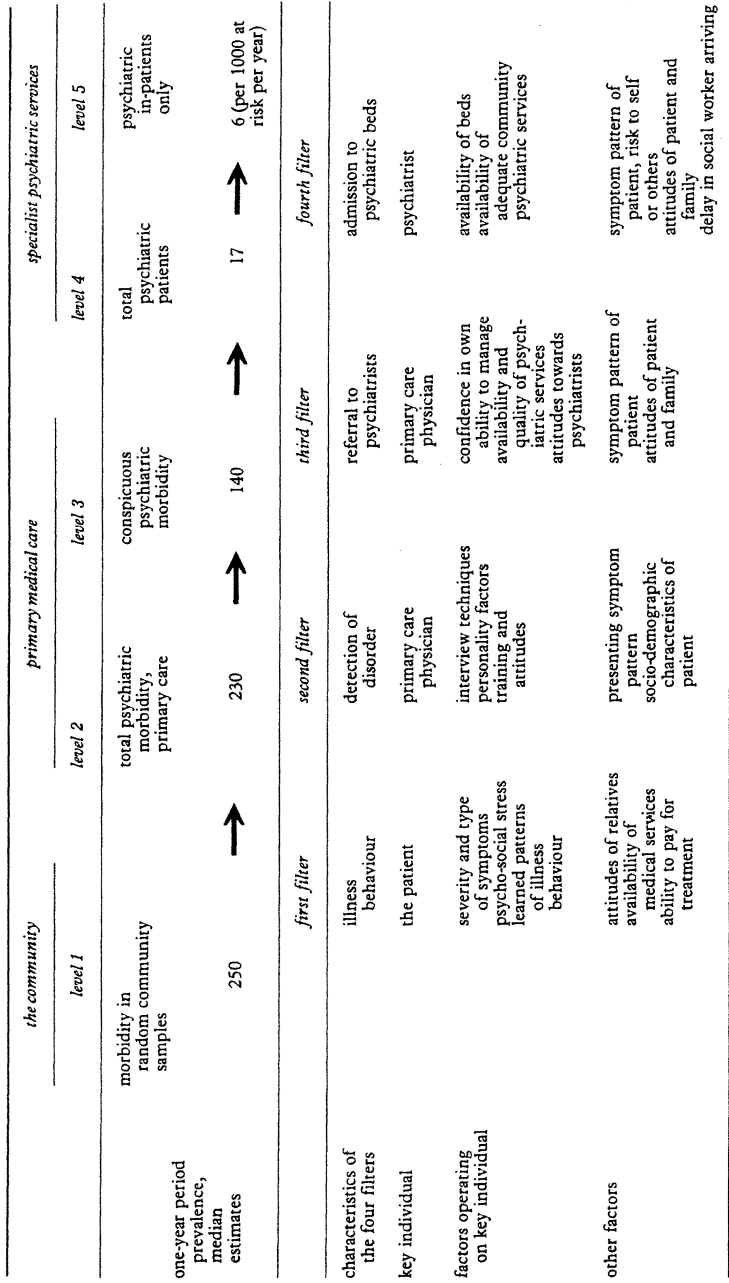 the community
primary medical care
specialist psychiatric services
level 1
level 2
level 3
level 4
level 5
morbidity in
random community
samples
total psychiatric
morbidity,
primary care
conspicuous
psychiatric
morbidity
total
psychiatric
patients
psychiatric
in-patients
only
one-year period
prevalence,
median
estimates
250
230
140
17
6 (per 1000 at
risk per year)
first filter
second filter
third filter
fourth filter
characteristics of
the four filters
illness
behaviour
detection of
disorder
referral to
psychiatrists
admission to
psychiatric beds
key individual
the patient
primary care
physician
primary care
physician
psychiatrist
factors operating
on key individual
severity and type
of symptoms
psycho-social stress
learned patterns
of illness
behaviour
interview techniques
personality factors
training and
attitudes
confidence in own
ability to manage
availability and
quality of psych-
iatric services
attitudes towards
psychiatrists
availability of beds
availability of
adequate community
psychiatric services
other factors
attitudes of relatives
availability of
medical services
ability to pay for
treatment
presenting symptom
pattern
socio-demographic
characteristics of
patient
symptom pattern of
patient
attitudes of patient
and family
symptom pattern of
patient, risk to self
or others
attitudes of patient and
family
delay in social worker arriving